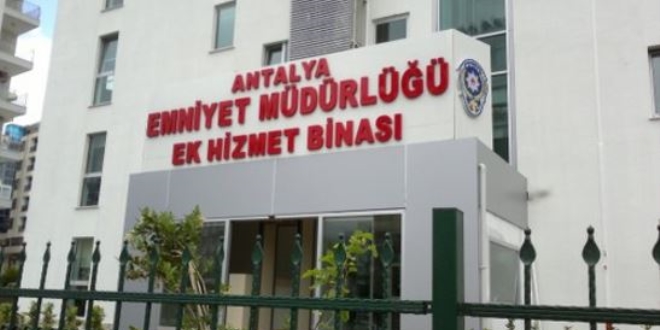 ANTALYA
EMNİYET MÜDÜRLÜĞÜ
EK HİZMET BİNASI